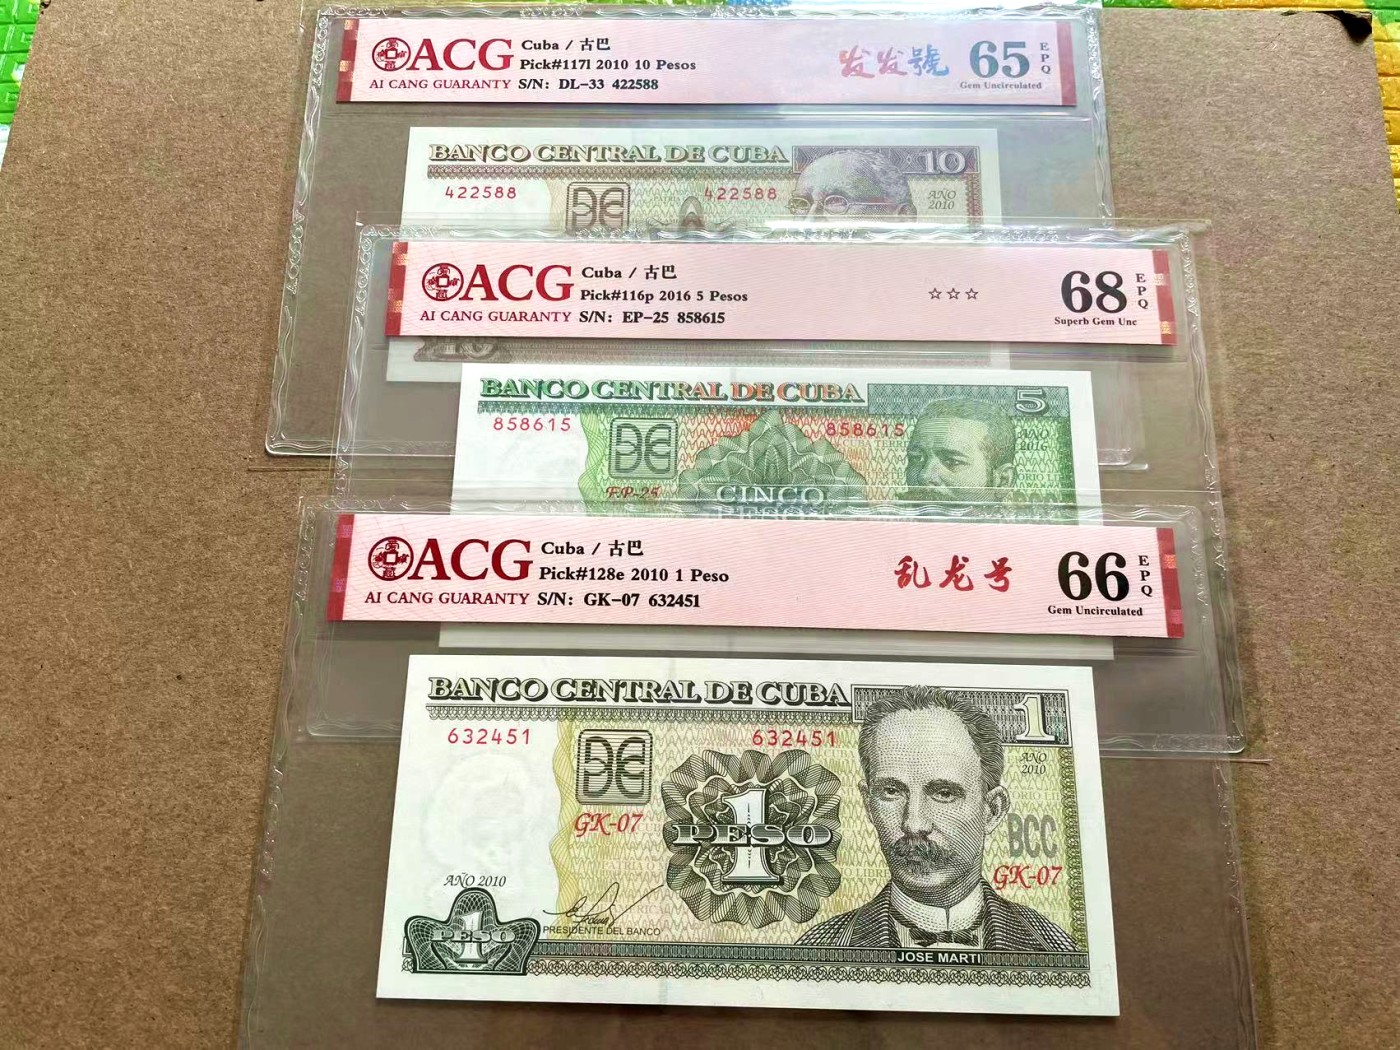 ACG
AI CANG GUARANTY
Cuba / 古巴
Pick#117l 2010 10 Pesos
S/N: DL-33 422588
发发號
65
EPQ
Gem Uncirculated
BANCO CENTRAL DE CUBA
10
422588
422588
AÑO
2010
ACG
AI CANG GUARANTY
Cuba / 古巴
Pick#116p 2016 5 Pesos
S/N: EP-25 858615
☆☆☆
68
EPQ
Superb Gem Unc
10
BANCO CENTRAL DE CUBA
5
858615
858615
AÑO
2016
EP-25
CINCO
PESOS
ACG
AI CANG GUARANTY
Cuba / 古巴
Pick#128e 2010 1 Peso
S/N: GK-07 632451
乱龙号
66
EPQ
Gem Uncirculated
BANCO CENTRAL DE CUBA
1
632451
632451
AÑO
2010
GK-07
1
PESO
BCC
GK-07
AÑO 2010
1
PESO
PRESIDENTE DEL BANCO
JOSE MARTI